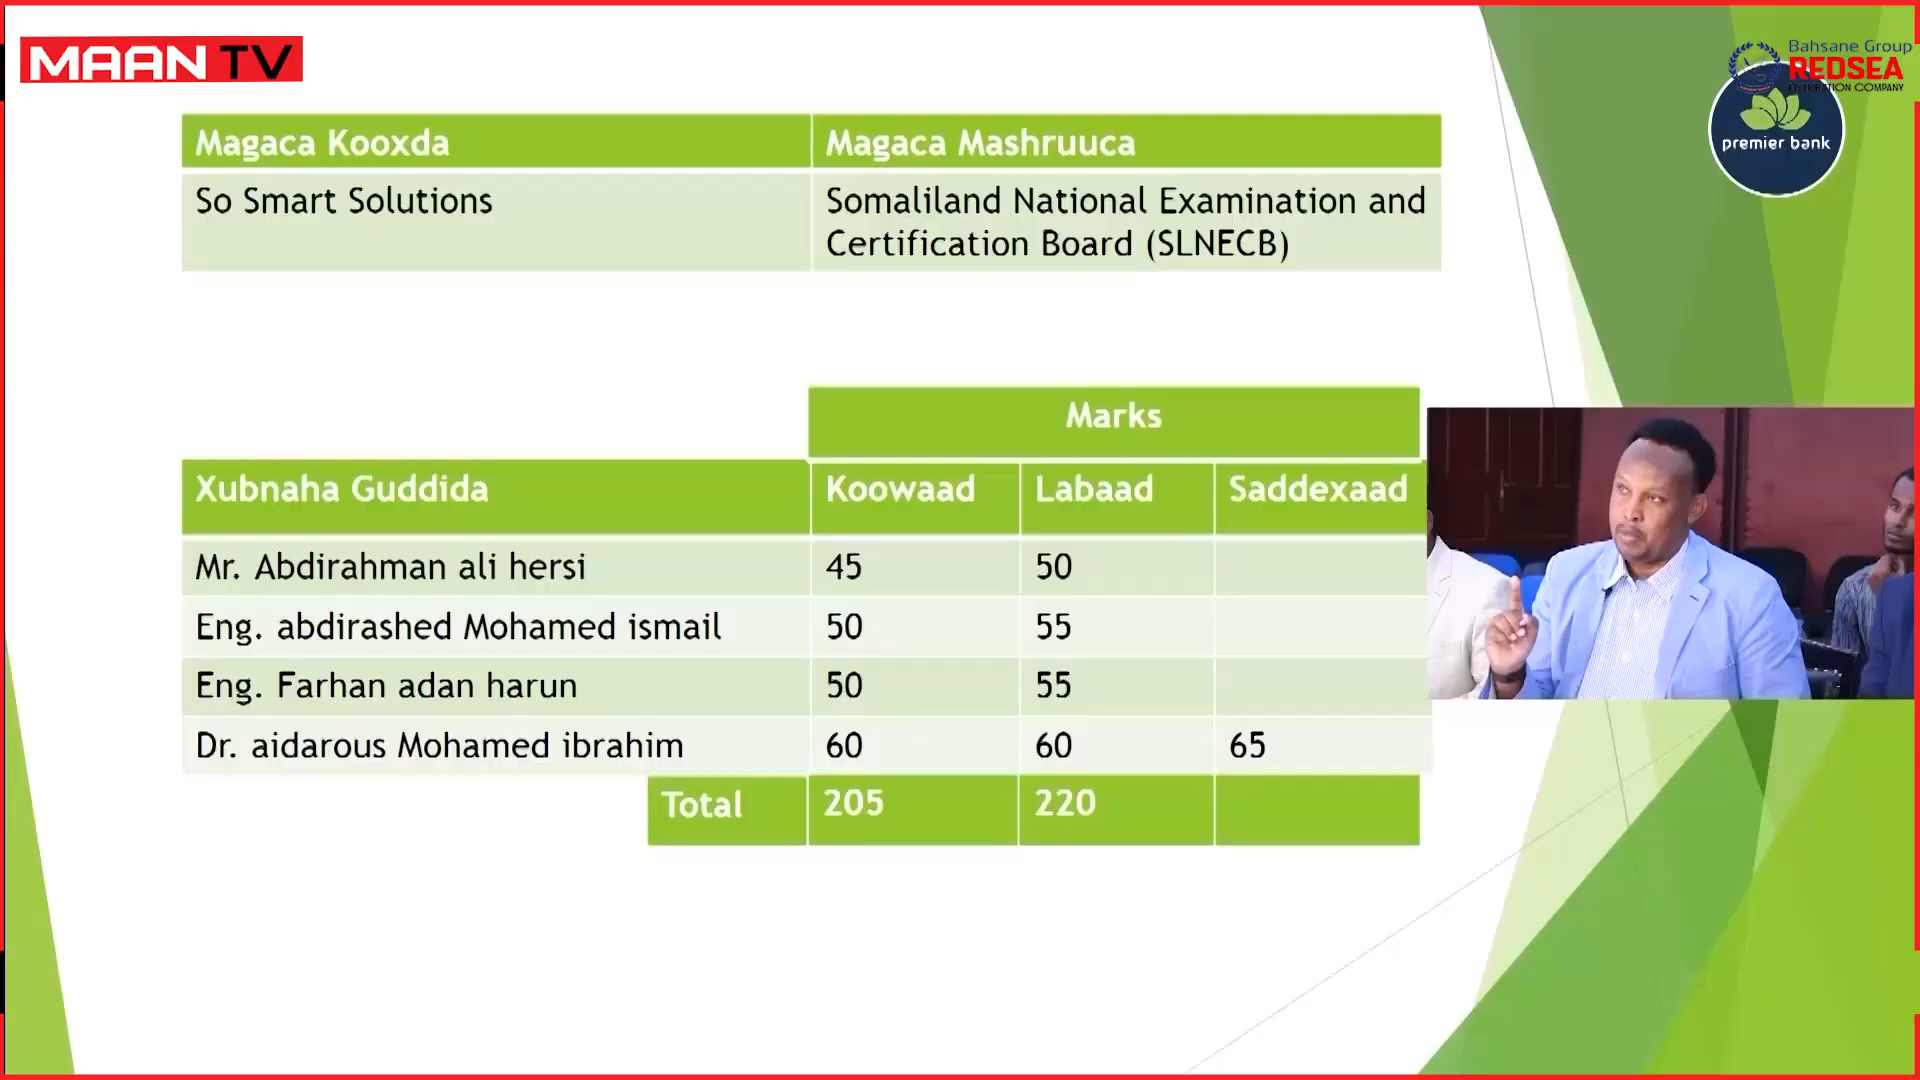 MAAN TV
Bahsane Group
REDSEA
DISTRIBUTION COMPANY
premier bank
Magaca Kooxda
Magaca Mashruuca
So Smart Solutions
Somaliland National Examination and
Certification Board (SLNECB)
Marks
Xubnaha Guddida
Koowaad
Labaad
Saddexaad
Mr. Abdirahman ali hersi
45
50
Eng. abdirashed Mohamed ismail
50
55
Eng. Farhan adan harun
50
55
Dr. aidarous Mohamed ibrahim
60
60
65
Total
205
220